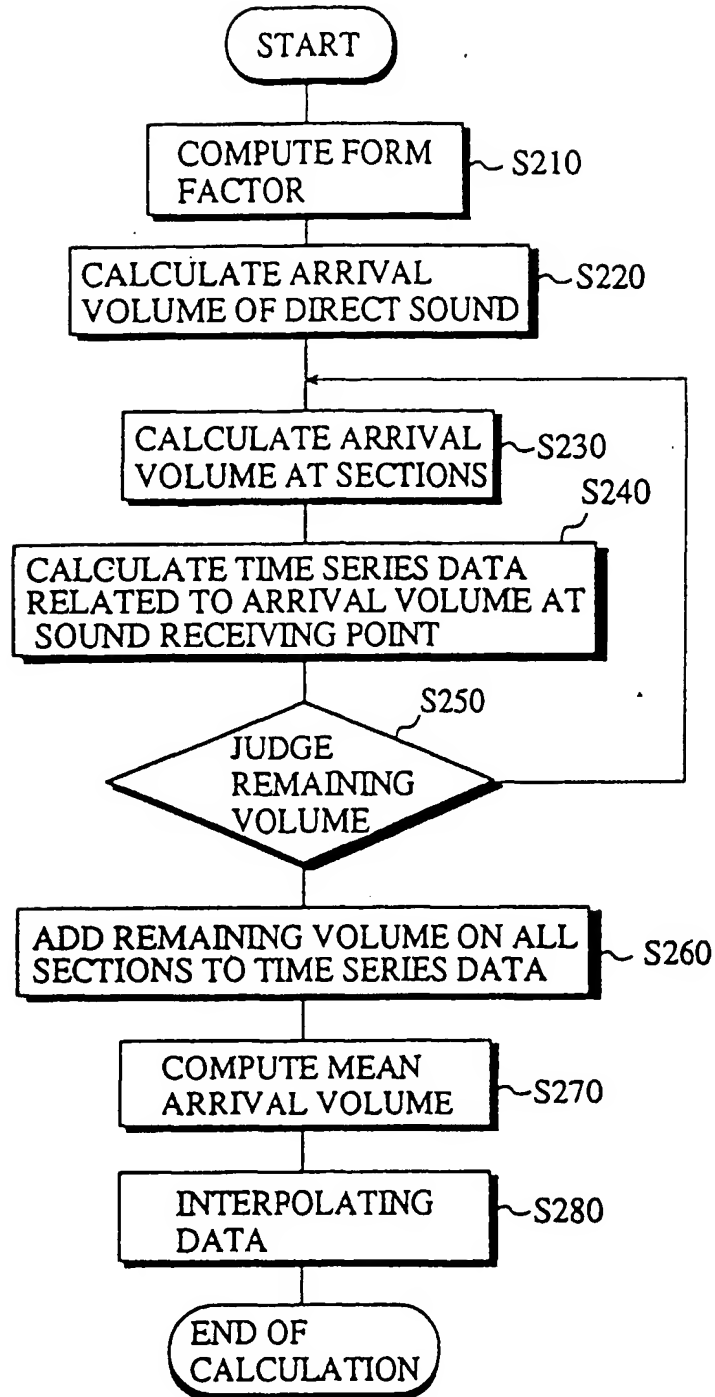 START
COMPUTE FORM
FACTOR
S210
CALCULATE ARRIVAL
VOLUME OF DIRECT SOUND
S220
CALCULATE ARRIVAL
VOLUME AT SECTIONS
S230
S240
CALCULATE TIME SERIES DATA
RELATED TO ARRIVAL VOLUME AT
SOUND RECEIVING POINT
S250
JUDGE
REMAINING
VOLUME
ADD REMAINING VOLUME ON ALL
SECTIONS TO TIME SERIES DATA
S260
COMPUTE MEAN
ARRIVAL VOLUME
S270
INTERPOLATING
DATA
S280
END OF
CALCULATION